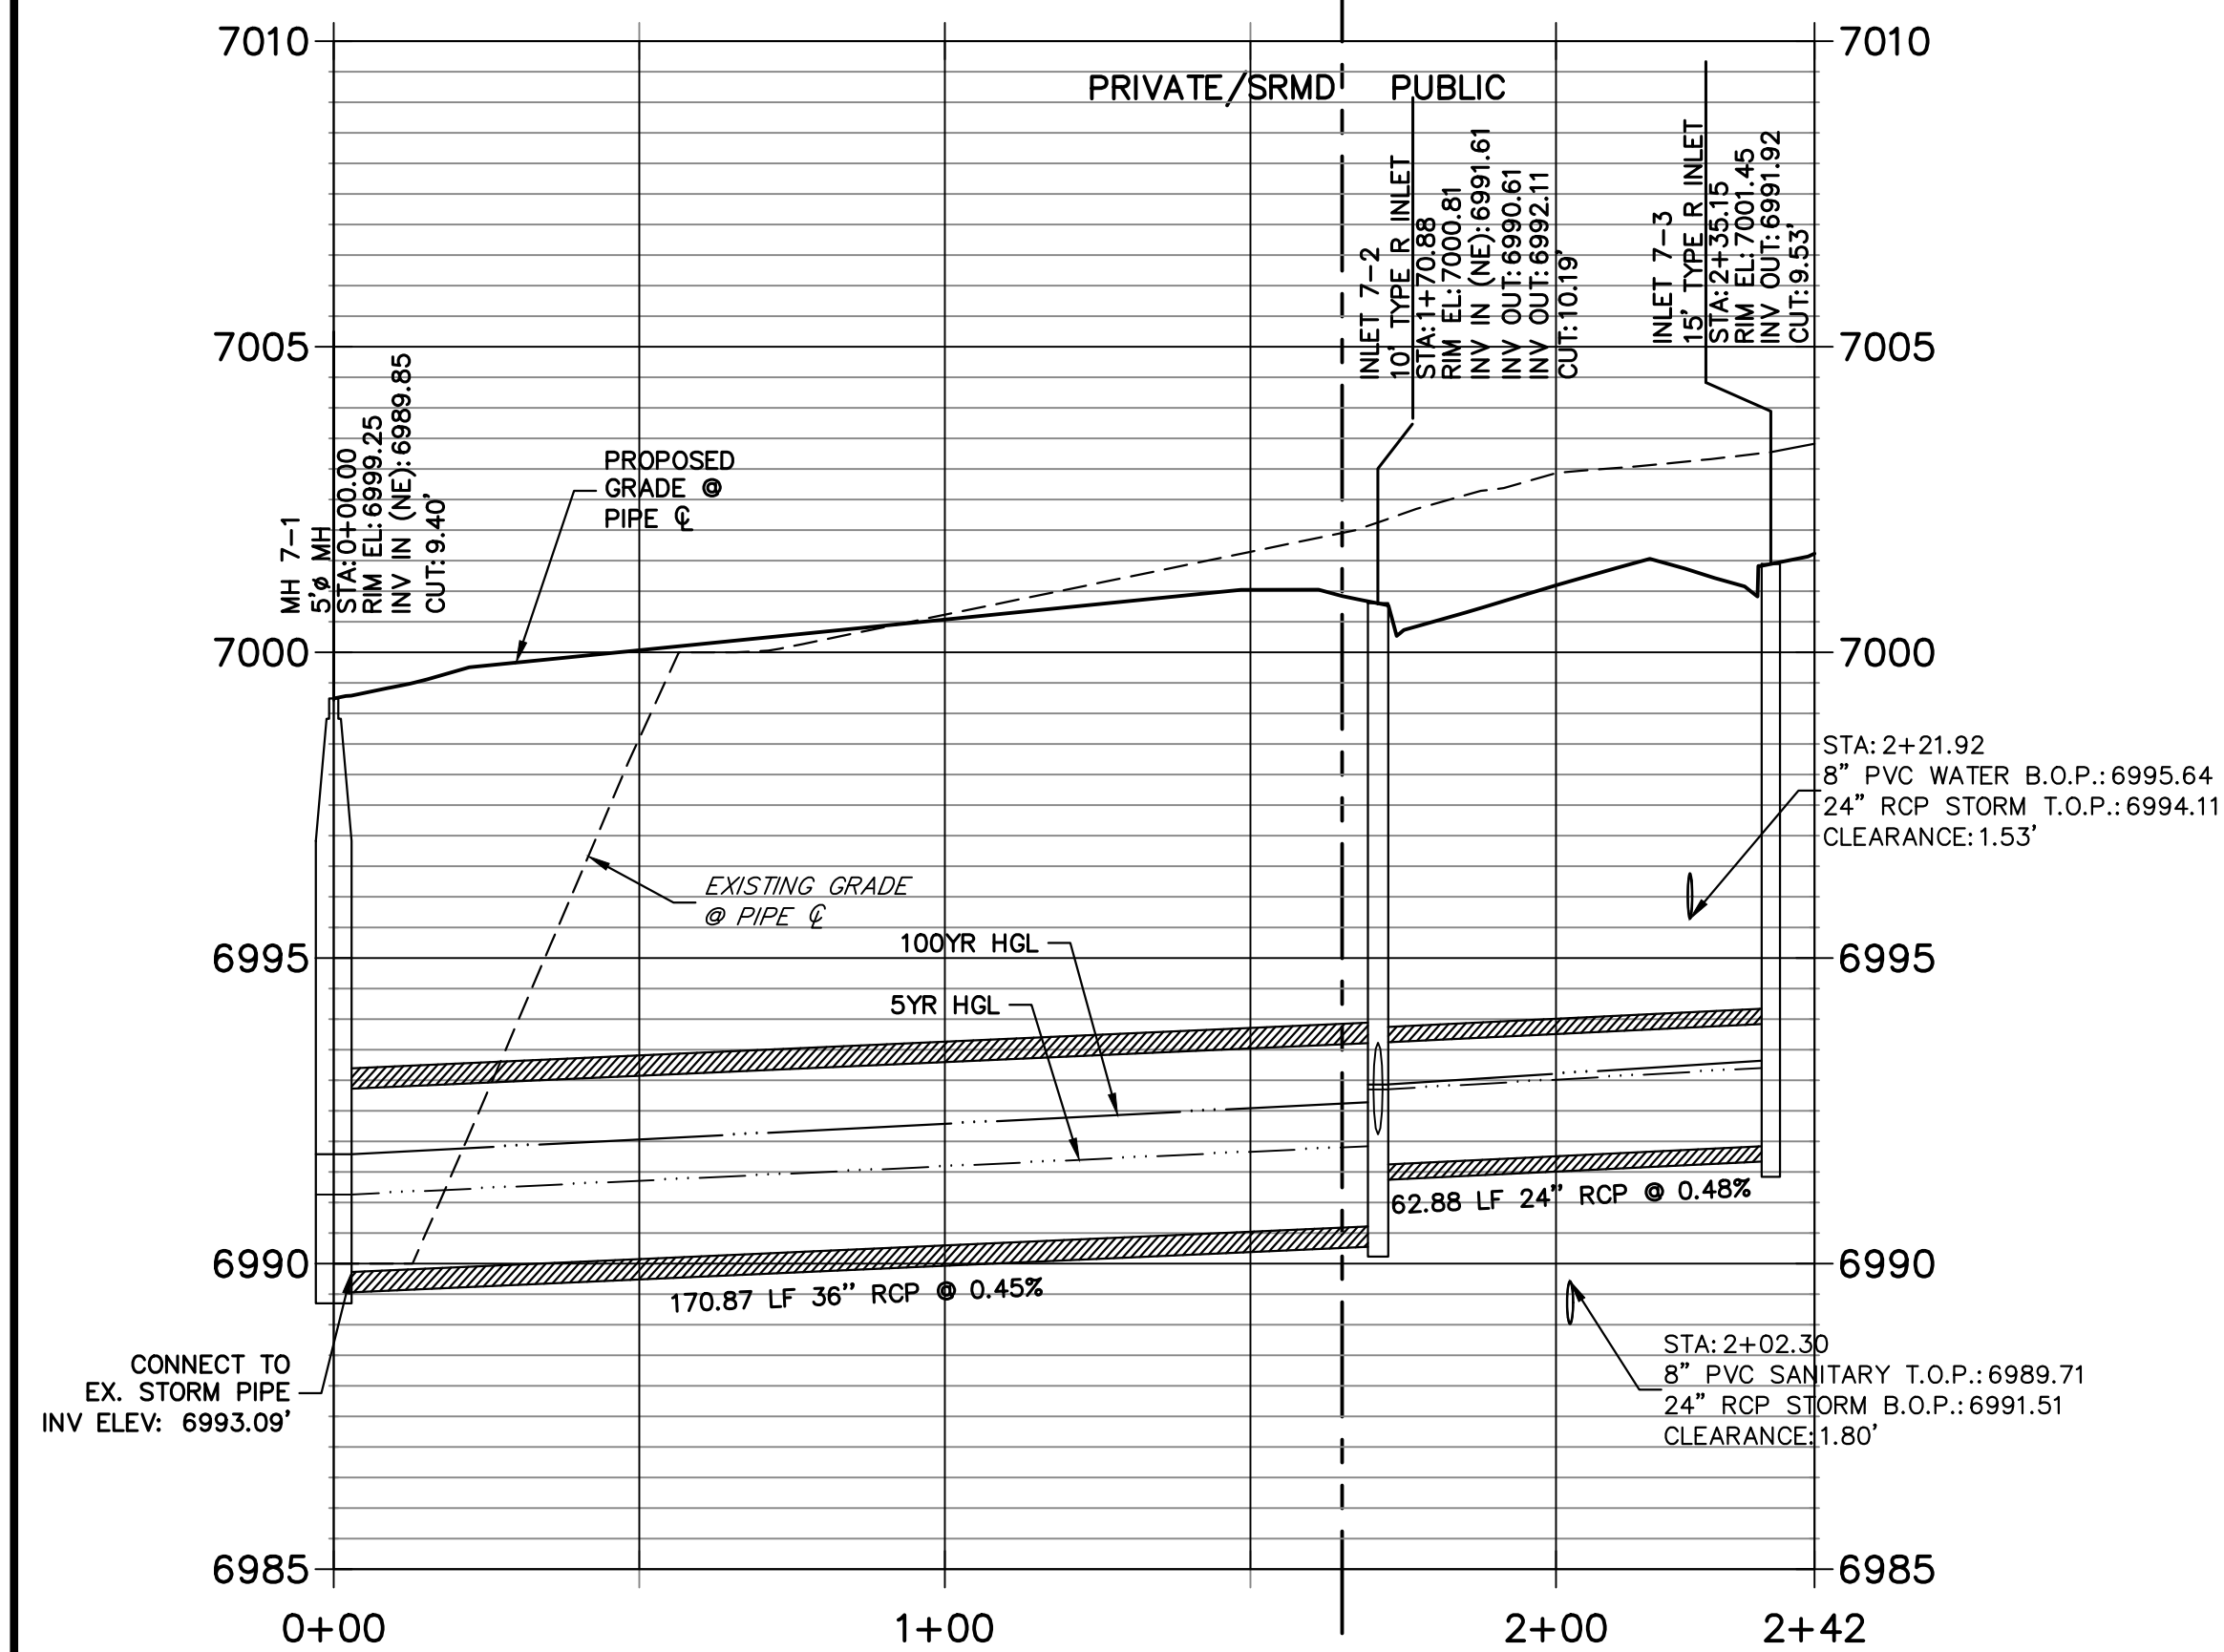 7010
7005
7000
6995
6990
6985
7010
7005
7000
6995
6990
6985
0+00
1+00
2+00
2+42
PRIVATE/SRMD
PUBLIC
MH 7-1
5'ø MH
STA:0+00.00
RIM EL:6999.25
INV IN (NE):6989.85
CUT:9.40'
PROPOSED
GRADE @
PIPE ℄
INLET 7-2
10' TYPE R INLET
STA:1+70.88
RIM EL:7000.81
INV IN (NE):6991.61
INV OUT:6990.61
INV OUT:6992.11
CUT:10.19'
INLET 7-3
15' TYPE R INLET
STA:2+35.15
RIM EL:7001.45
INV OUT:6991.92
CUT:9.53'
STA:2+21.92
8" PVC WATER B.O.P.:6995.64
24" RCP STORM T.O.P.:6994.11
CLEARANCE:1.53'
EXISTING GRADE
@ PIPE ℄
100YR HGL
5YR HGL
62.88 LF 24" RCP @ 0.48%
170.87 LF 36" RCP @ 0.45%
CONNECT TO
EX. STORM PIPE
INV ELEV: 6993.09'
STA:2+02.30
8" PVC SANITARY T.O.P.:6989.71
24" RCP STORM B.O.P.:6991.51
CLEARANCE:1.80'